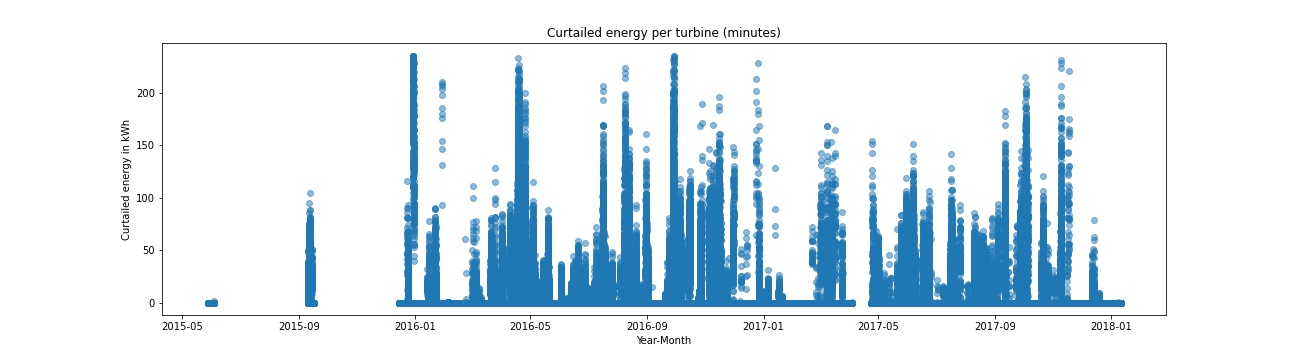 Curtailed energy per turbine (minutes)
Curtailed energy in kWh
200
150
100
50
0
2015-05 2015-09 2016-01 2016-05 2016-09 2017-01 2017-05 2017-09 2018-01
Year-Month